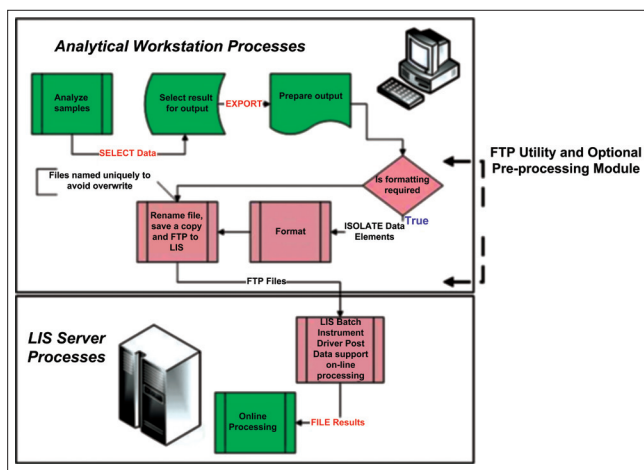 Analytical Workstation Processes
Analyze
samples
Select result
for output
EXPORT
Prepare output
SELECT Data
FTP Utility and Optional
Pre-processing Module
Files named uniquely to
avoid overwrite
Is formatting
required
True
Rename file,
save a copy
and FTP to
LIS
Format
ISOLATE Data
Elements
FTP Files
LIS Server
Processes
LIS Batch
Instrument
Driver Post
Data support
on-line
processing
Online
Processing
FILE Results